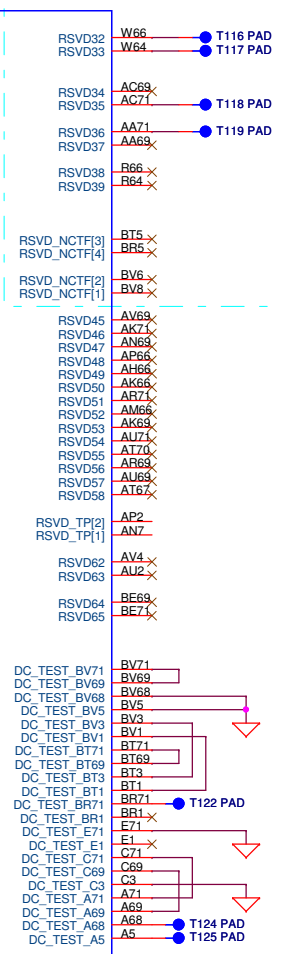 RSVD32 W66 T116 PAD
RSVD33 W64 T117 PAD
RSVD34 AC69
RSVD35 AC71 T118 PAD
RSVD36 AA71 T119 PAD
RSVD37 AA69
RSVD38 R66
RSVD39 R64
RSVD_NCTF[3] BT5
RSVD_NCTF[4] BR5
RSVD_NCTF[2] BV6
RSVD_NCTF[1] BV8
RSVD45 AV69
RSVD46 AK71
RSVD47 AN69
RSVD48 AP66
RSVD49 AH66
RSVD50 AK66
RSVD51 AR71
RSVD52 AM66
RSVD53 AK69
RSVD54 AU71
RSVD55 AT70
RSVD56 AR69
RSVD57 AU69
RSVD58 AT67
RSVD_TP[2] AP2
RSVD_TP[1] AN7
RSVD62 AV4
RSVD63 AU2
RSVD64 BE69
RSVD65 BE71
DC_TEST_BV71 BV71
DC_TEST_BV69 BV69
DC_TEST_BV68 BV68
DC_TEST_BV5 BV5
DC_TEST_BV3 BV3
DC_TEST_BV1 BV1
DC_TEST_BT71 BT71
DC_TEST_BT69 BT69
DC_TEST_BT3 BT3
DC_TEST_BT1 BT1
DC_TEST_BR71 BR71 T122 PAD
DC_TEST_BR1 BR1
DC_TEST_E71 E71
DC_TEST_E1 E1
DC_TEST_C71 C71
DC_TEST_C69 C69
DC_TEST_C3 C3
DC_TEST_A71 A71
DC_TEST_A69 A69
DC_TEST_A68 A68 T124 PAD
DC_TEST_A5 A5 T125 PAD